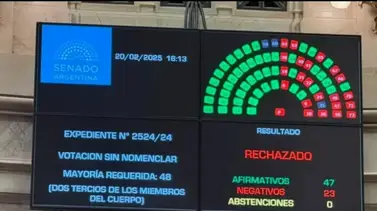 20/02/2025 16:13
SENADO
ARGENTINA
EXPEDIENTE N° 2524/24
VOTACION SIN NOMENCLAR
MAYORÍA REQUERIDA: 48
(DOS TERCIOS DE LOS MIEMBROS
DEL CUERPO)
RESULTADO
RECHAZADO
AFIRMATIVOS 47
NEGATIVOS 23
ABSTENCIONES 0